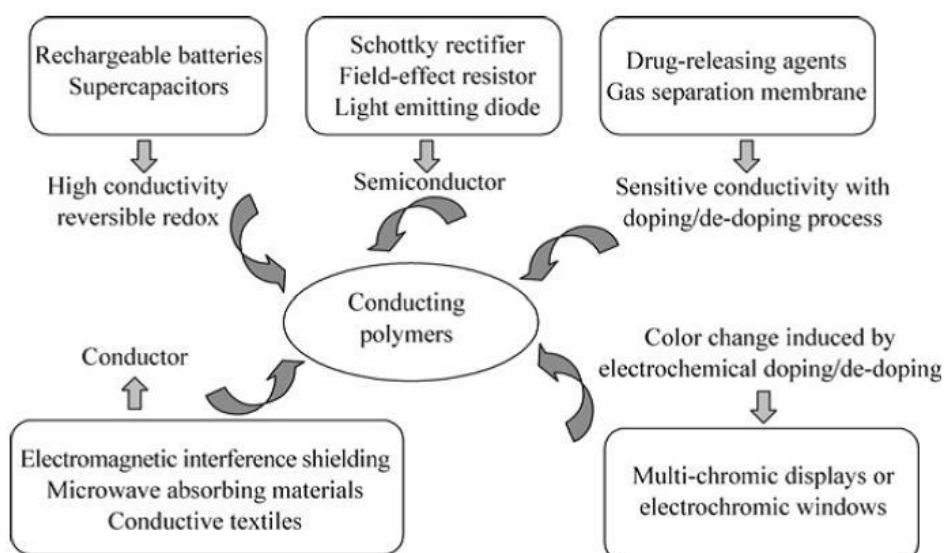 Rechargeable batteries
Supercapacitors
Schottky rectifier
Field-effect resistor
Light emitting diode
Drug-releasing agents
Gas separation membrane
High conductivity
reversible redox
Semiconductor
Sensitive conductivity with
doping/de-doping process
Conducting
polymers
Conductor
Color change induced by
electrochemical doping/de-doping
Electromagnetic interference shielding
Microwave absorbing materials
Conductive textiles
Multi-chromic displays or
electrochromic windows